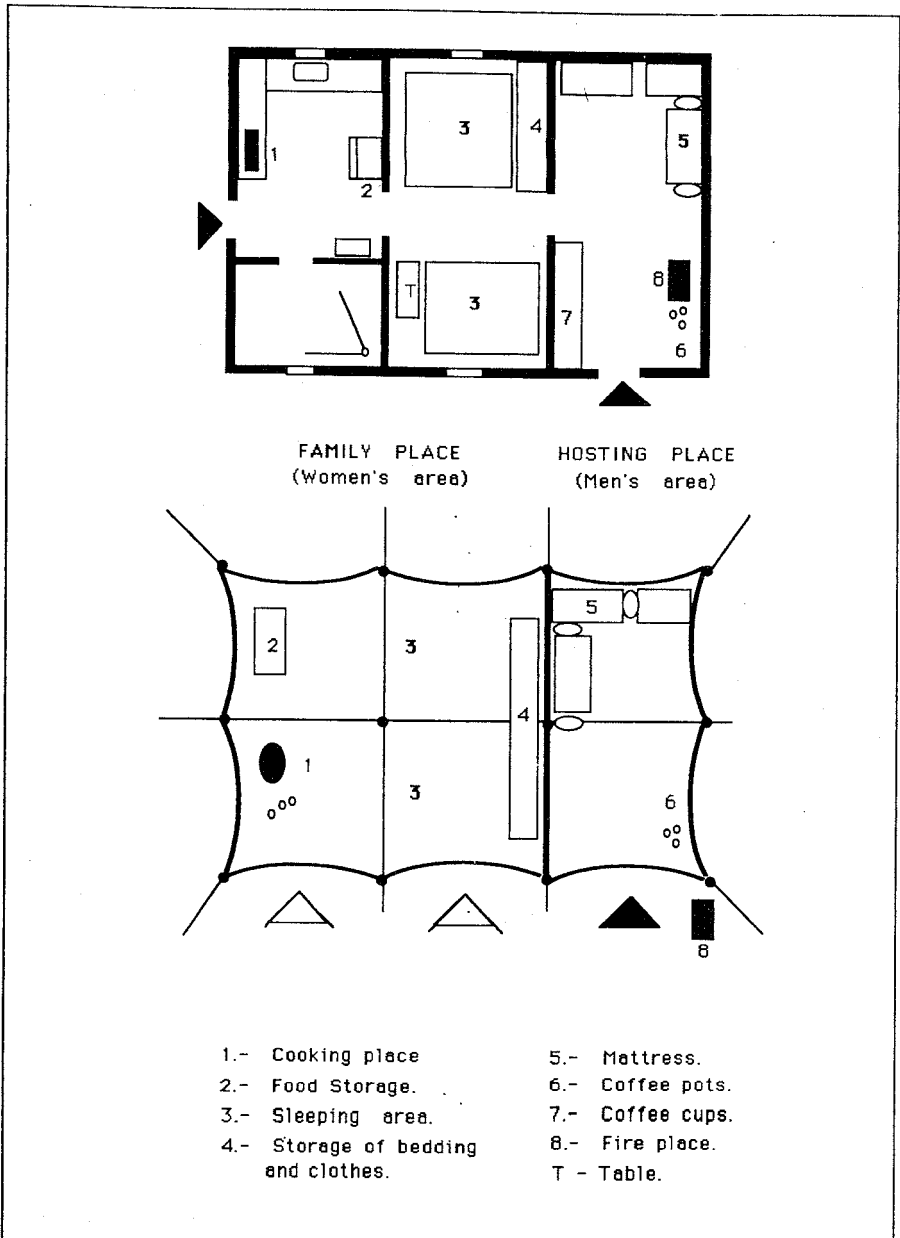 1
2
3
4
5
T
3
7
8
6
FAMILY PLACE
(Women's area)
HOSTING PLACE
(Men's area)
2
3
4
5
1
3
6
8
1.- Cooking place
2.- Food Storage.
3.- Sleeping area.
4.- Storage of bedding
and clothes.
5.- Mattress.
6.- Coffee pots.
7.- Coffee cups.
8.- Fire place.
T - Table.